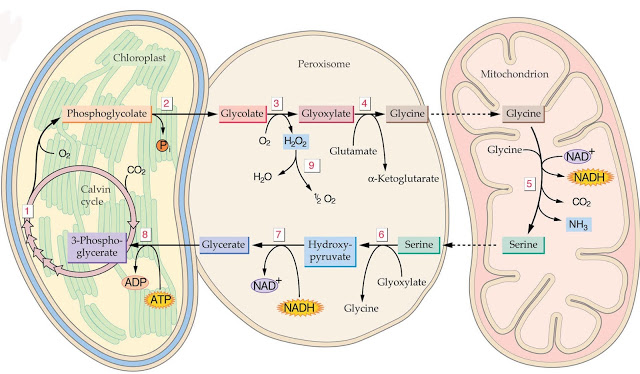 Chloroplast
Peroxisome
Mitochondrion
Phosphoglycolate
2
Glycolate
3
Glyoxylate
4
Glycine
Glycine
Pi
O2
H2O2
Glutamate
Glycine
NAD+
NADH
O2
CO2
9
H2O
½ O2
α-Ketoglutarate
5
CO2
NH3
1
Calvin
cycle
3-Phospho-
glycerate
8
Glycerate
7
Hydroxy-
pyruvate
6
Serine
Serine
ADP
ATP
NAD+
NADH
Glyoxylate
Glycine